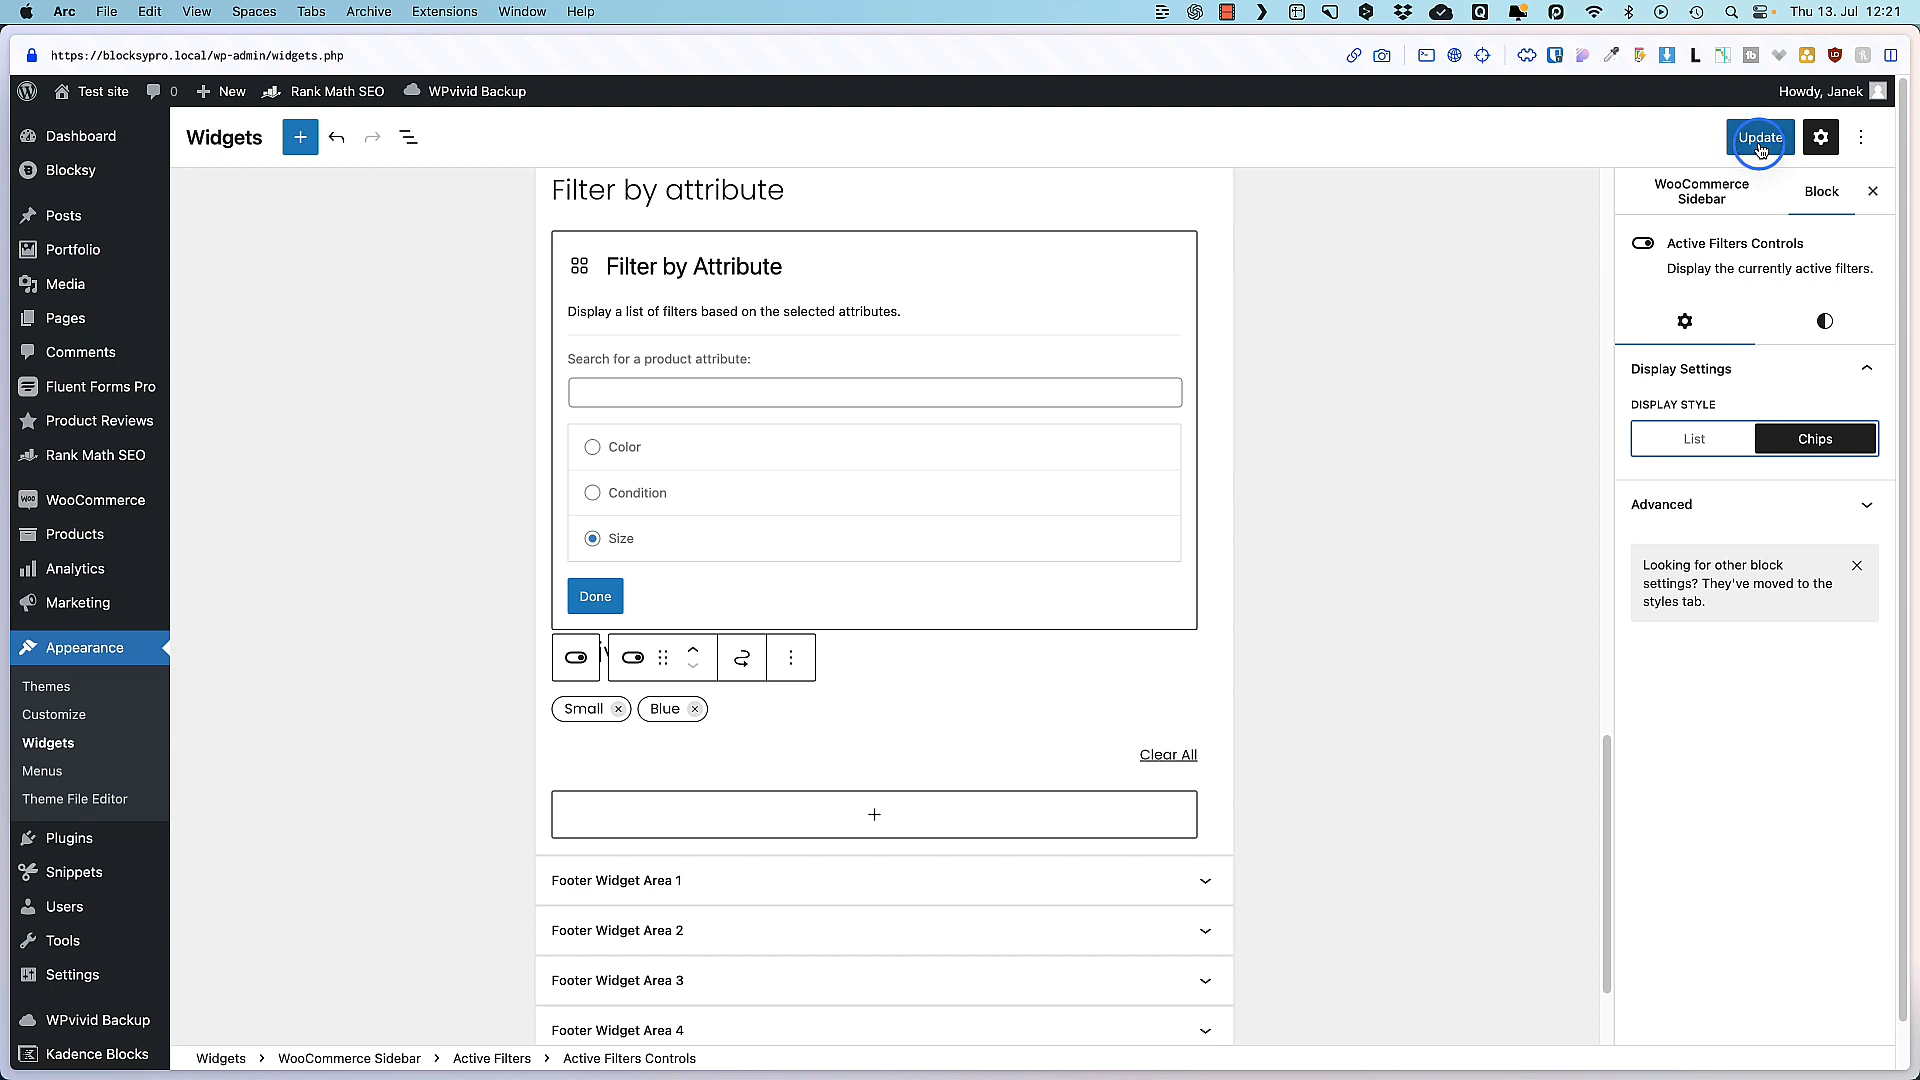 Arc File Edit View Spaces Tabs Archive Extensions Window Help Thu 13. Jul 12:21
https://blocksypro.local/wp-admin/widgets.php
Test site 0 New Rank Math SEO WPvivid Backup Howdy, Janek
Dashboard
Blocksy
Posts
Portfolio
Media
Pages
Comments
Fluent Forms Pro
Product Reviews
Rank Math SEO
WooCommerce
Products
Analytics
Marketing
Appearance
Themes
Customize
Widgets
Menus
Theme File Editor
Plugins
Snippets
Users
Tools
Settings
WPvivid Backup
Kadence Blocks
Widgets
Update
Filter by attribute
Filter by Attribute
Display a list of filters based on the selected attributes.
Search for a product attribute:
Color
Condition
Size
Done
Small
Blue
Clear All
Footer Widget Area 1
Footer Widget Area 2
Footer Widget Area 3
Footer Widget Area 4
Widgets > WooCommerce Sidebar > Active Filters > Active Filters Controls
WooCommerce
Sidebar
Block
Active Filters Controls
Display the currently active filters.
Display Settings
DISPLAY STYLE
List Chips
Advanced
Looking for other block
settings? They've moved to the
styles tab.